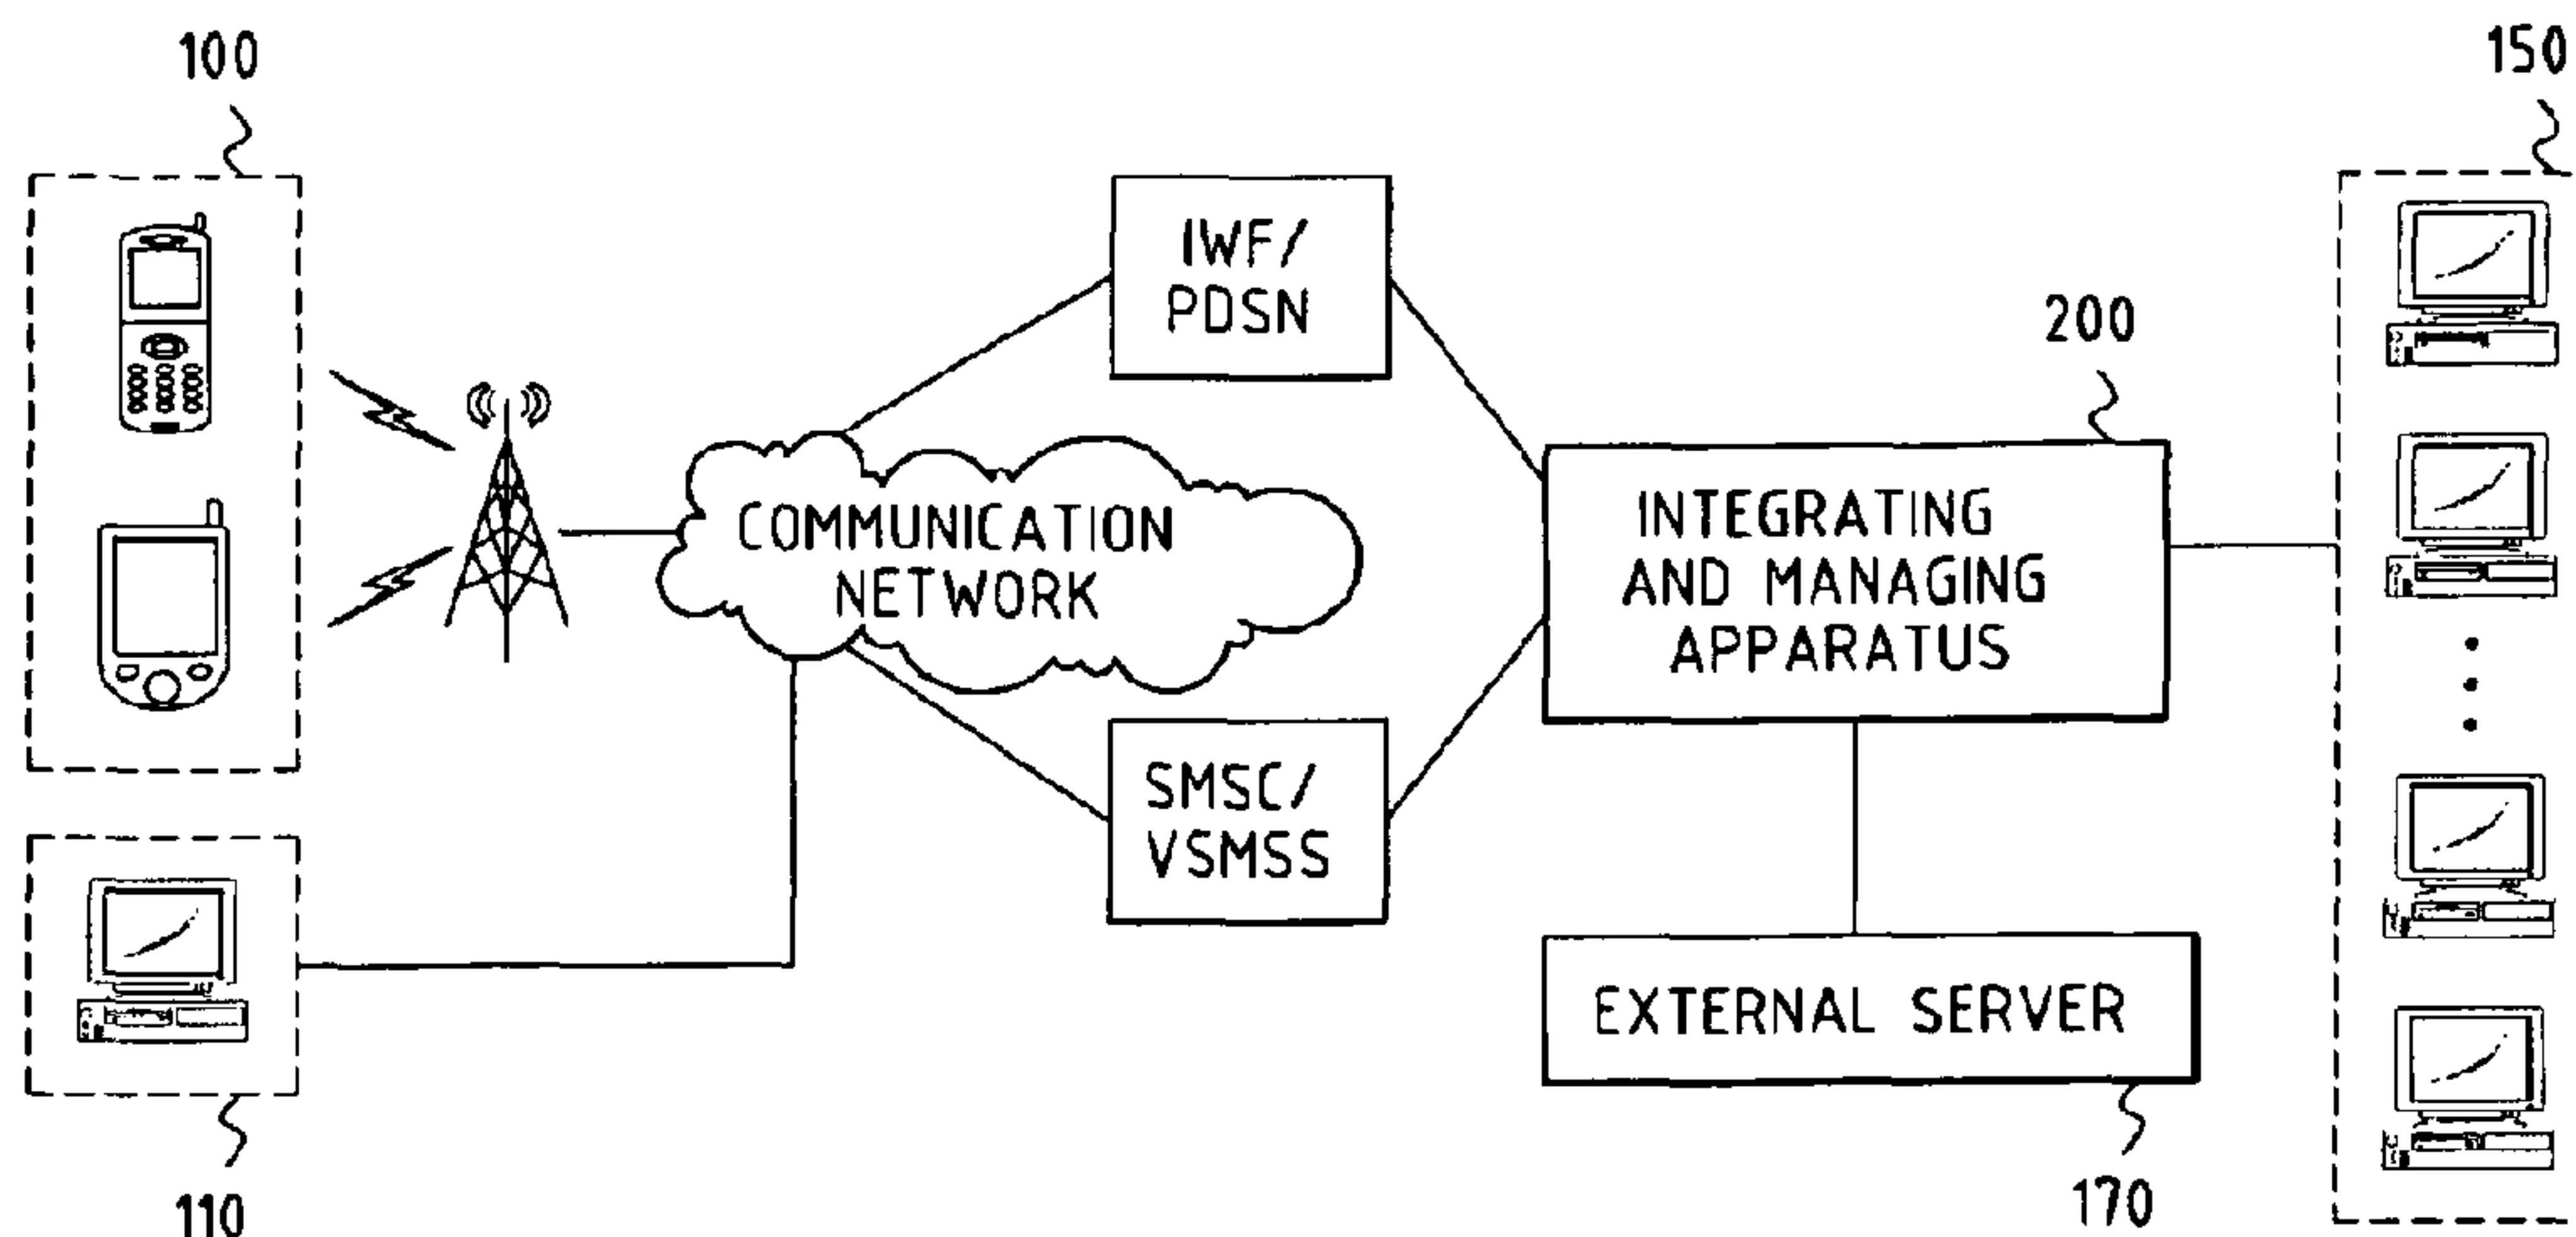 100
150
IWF/
PDSN
200
COMMUNICATION
NETWORK
INTEGRATING
AND MANAGING
APPARATUS
SMSC/
VSMSS
EXTERNAL SERVER
110
170